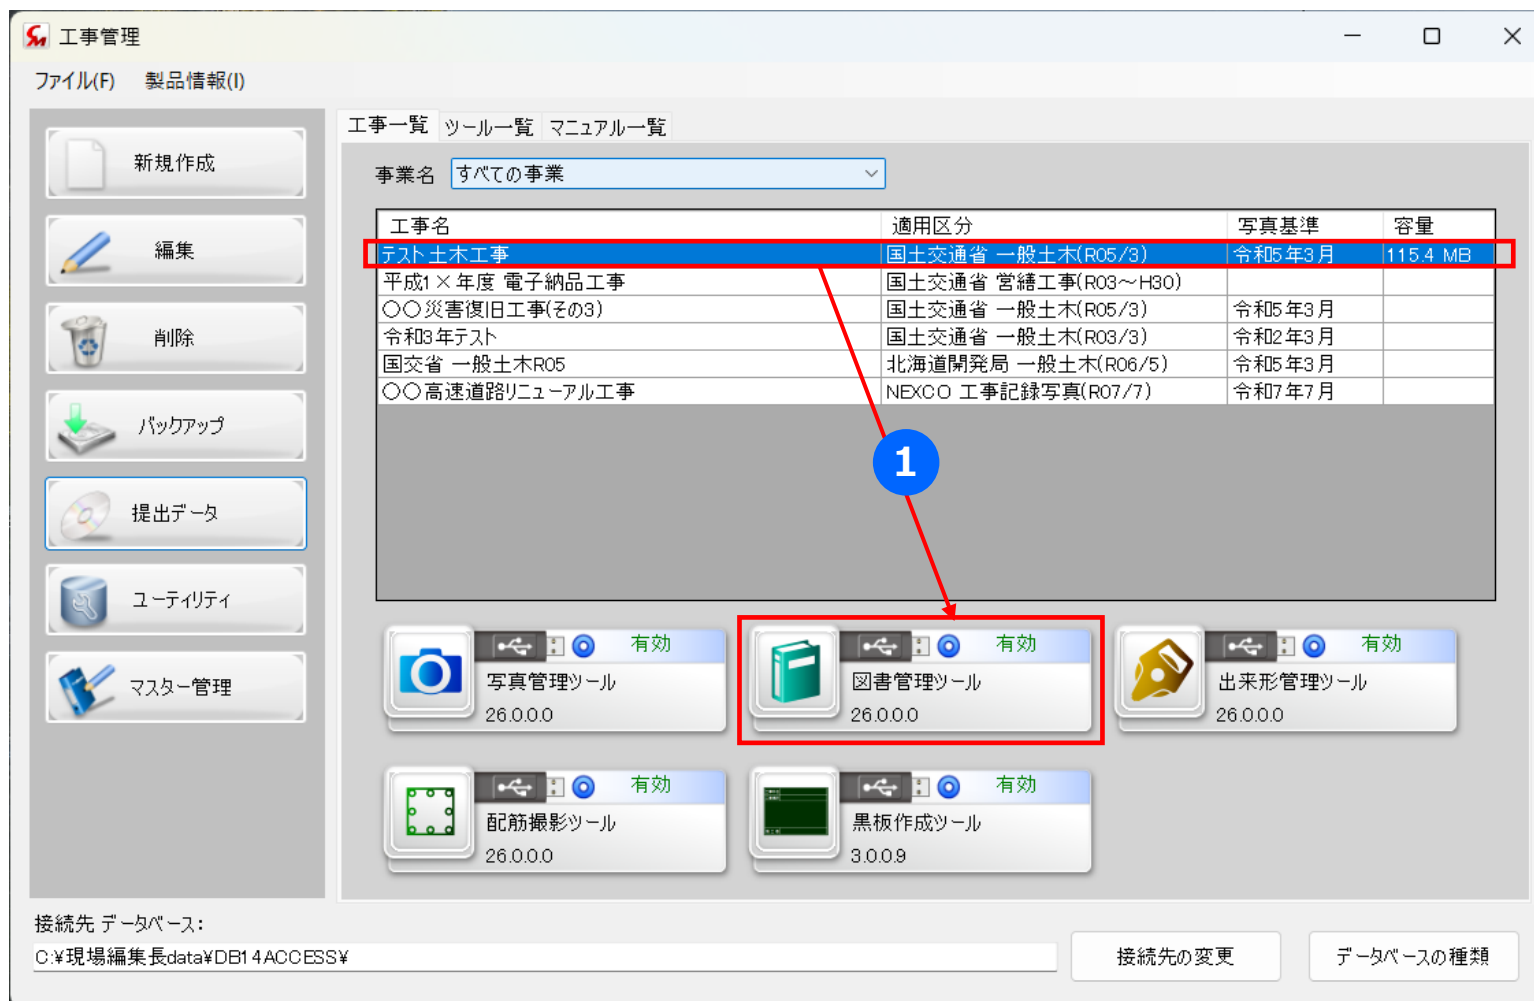 工事管理
ファイル(F) 製品情報(I)
新規作成
編集
削除
バックアップ
提出データ
ユーティリティ
マスター管理
工事一覧 ツール一覧 マニュアル一覧
事業名 すべての事業
工事名 適用区分 写真基準 容量
テスト土木工事 国土交通省 一般土木(R05/3) 令和5年3月 115.4 MB
平成1×年度 電子納品工事 国土交通省 営繕工事(R03～H30)
〇〇災害復旧工事(その3) 国土交通省 一般土木(R05/3) 令和5年3月
令和3年テスト 国土交通省 一般土木(R03/3) 令和2年3月
国交省 一般土木R05 北海道開発局 一般土木(R06/5) 令和5年3月
〇〇高速道路リニューアル工事 NEXCO 工事記録写真(R07/7) 令和7年7月
1
有効
写真管理ツール
26.0.0.0
有効
図書管理ツール
26.0.0.0
有効
出来形管理ツール
26.0.0.0
有効
配筋撮影ツール
26.0.0.0
有効
黒板作成ツール
3.0.0.9
接続先 データベース:
C:¥現場編集長data¥DB14ACCESS¥
接続先の変更 データベースの種類